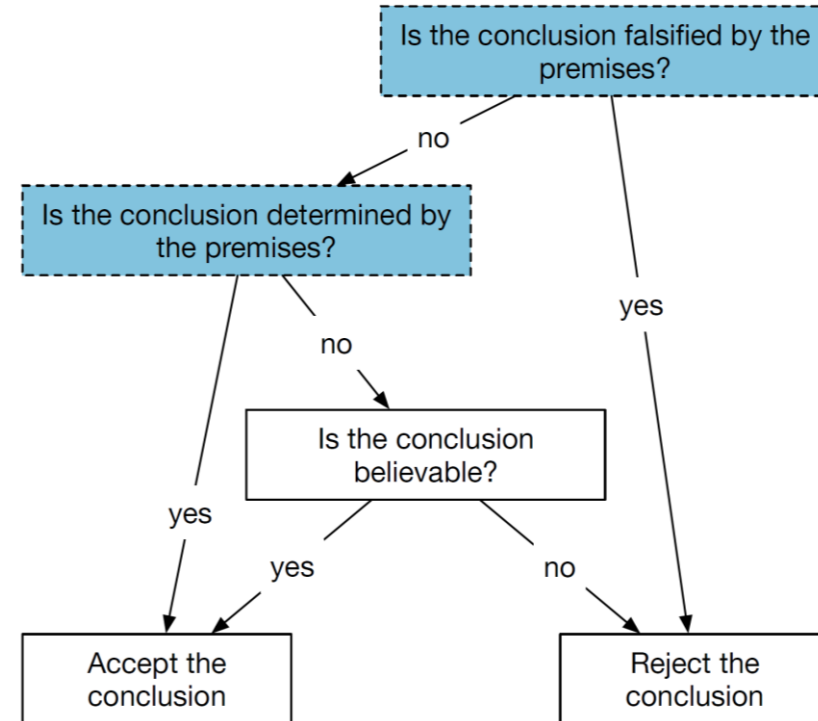 Is the conclusion falsified by the
premises?
no
Is the conclusion determined by
the premises?
yes
no
Is the conclusion
believable?
yes
yes
no
Accept the
conclusion
Reject the
conclusion